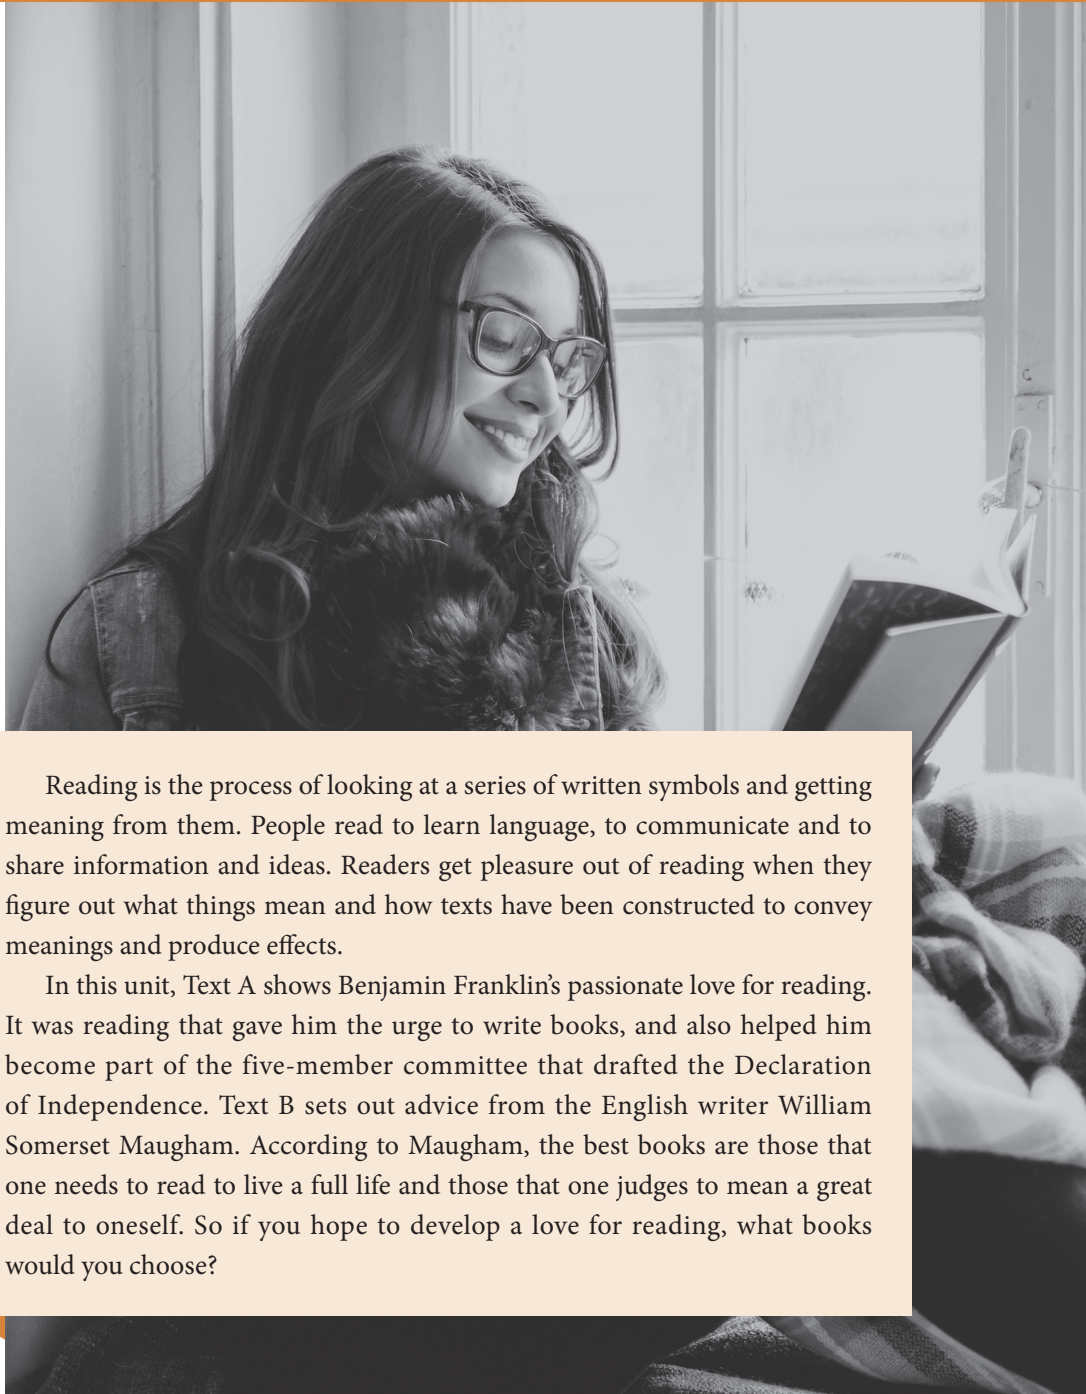 Reading is the process of looking at a series of written symbols and getting
meaning from them. People read to learn language, to communicate and to
share information and ideas. Readers get pleasure out of reading when they
figure out what things mean and how texts have been constructed to convey
meanings and produce effects.
In this unit, Text A shows Benjamin Franklin’s passionate love for reading.
It was reading that gave him the urge to write books, and also helped him
become part of the five-member committee that drafted the Declaration
of Independence. Text B sets out advice from the English writer William
Somerset Maugham. According to Maugham, the best books are those that
one needs to read to live a full life and those that one judges to mean a great
deal to oneself. So if you hope to develop a love for reading, what books
would you choose?